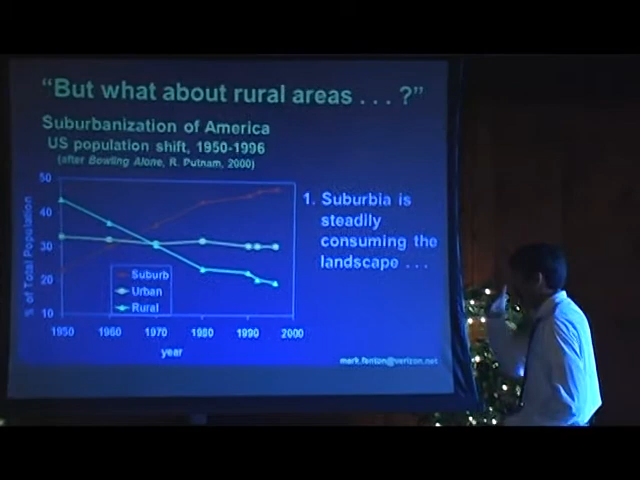 "But what about rural areas . . . ?"
Suburbanization of America
US population shift, 1950-1996
(after Bowling Alone, R. Putnam, 2000)
50
40
30
20
10
% of Total Population
Suburb
Urban
Rural
1950 1960 1970 1980 1990 2000
year
1. Suburbia is
steadily
consuming the
landscape . . .
mark.fenton@verizon.net